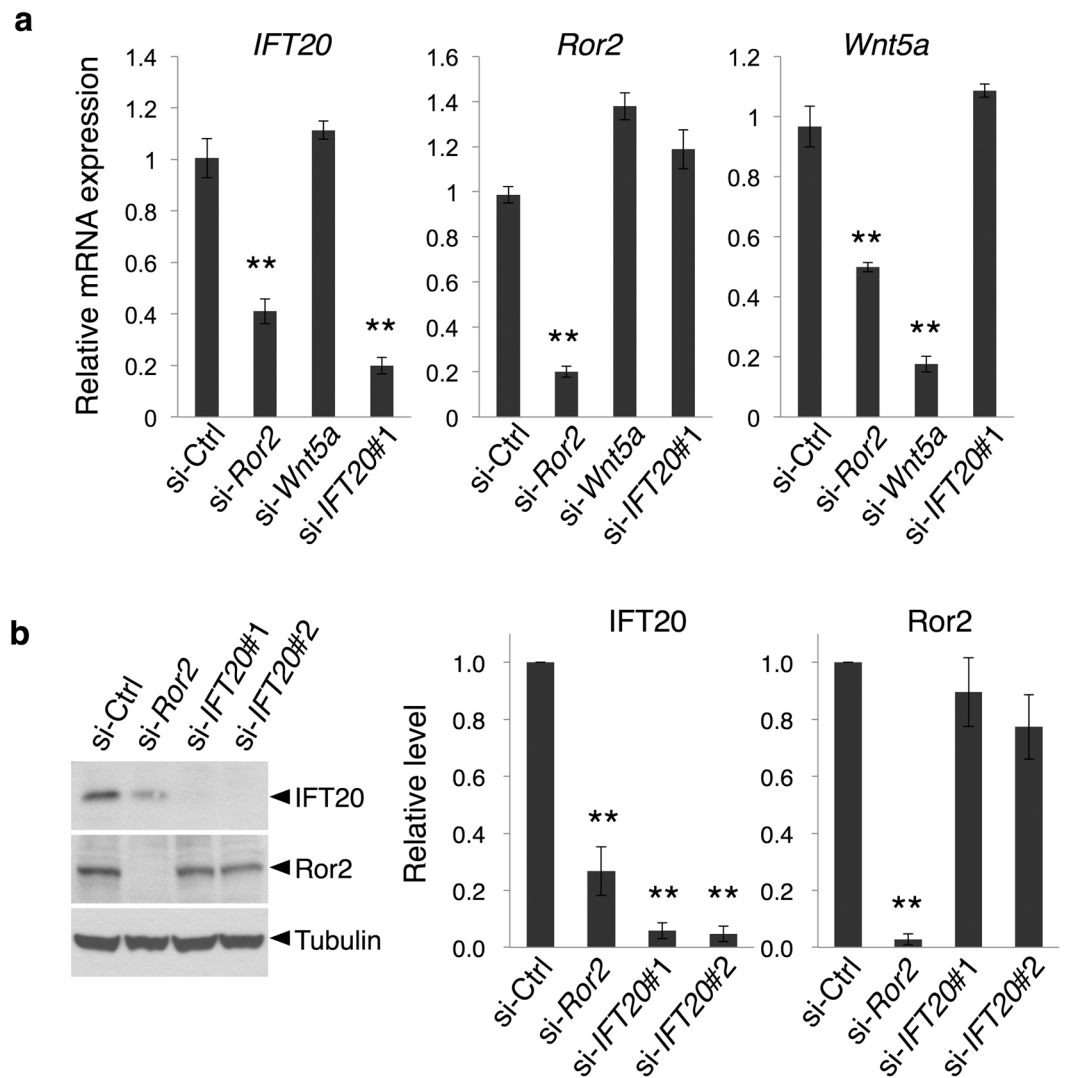 a
IFT20
Relative mRNA expression
1.4
1.2
1
0.8
0.6
0.4
0.2
0
**
**
si-Ctrl
si-Ror2
si-Wnt5a
si-IFT20#1
Ror2
1.6
1.4
1.2
1
0.8
0.6
0.4
0.2
0
**
si-Ctrl
si-Ror2
si-Wnt5a
si-IFT20#1
Wnt5a
1.2
1
0.8
0.6
0.4
0.2
0
**
**
si-Ctrl
si-Ror2
si-Wnt5a
si-IFT20#1
b
si-Ctrl
si-Ror2
si-IFT20#1
si-IFT20#2
IFT20
Ror2
Tubulin
IFT20
Relative level
1.0
0.8
0.6
0.4
0.2
0.0
**
**
**
si-Ctrl
si-Ror2
si-IFT20#1
si-IFT20#2
Ror2
1.0
0.8
0.6
0.4
0.2
0.0
**
si-Ctrl
si-Ror2
si-IFT20#1
si-IFT20#2